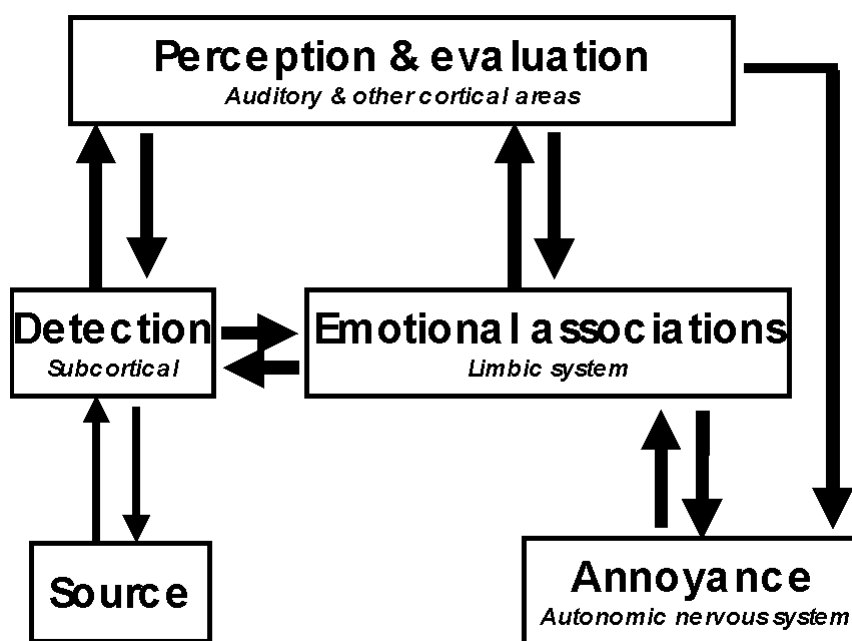 Perception & evaluation
Auditory & other cortical areas
Detection
Subcortical
Emotional associations
Limbic system
Source
Annoyance
Autonomic nervous system